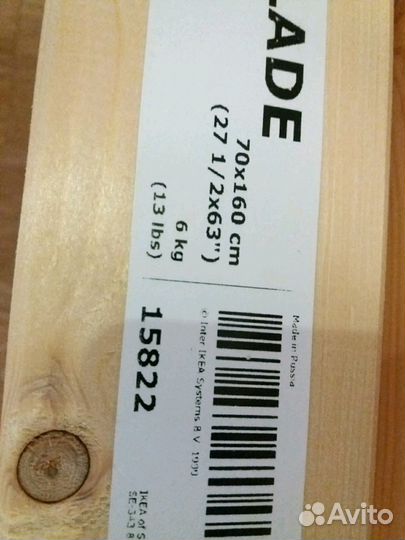 LADE
70x160 cm
(27 1/2x63")
6 kg
(13 lbs)
15822
Made in Russia
© Inter IKEA Systems B.V. 1999
IKEA of S
SE-343 8
Avito